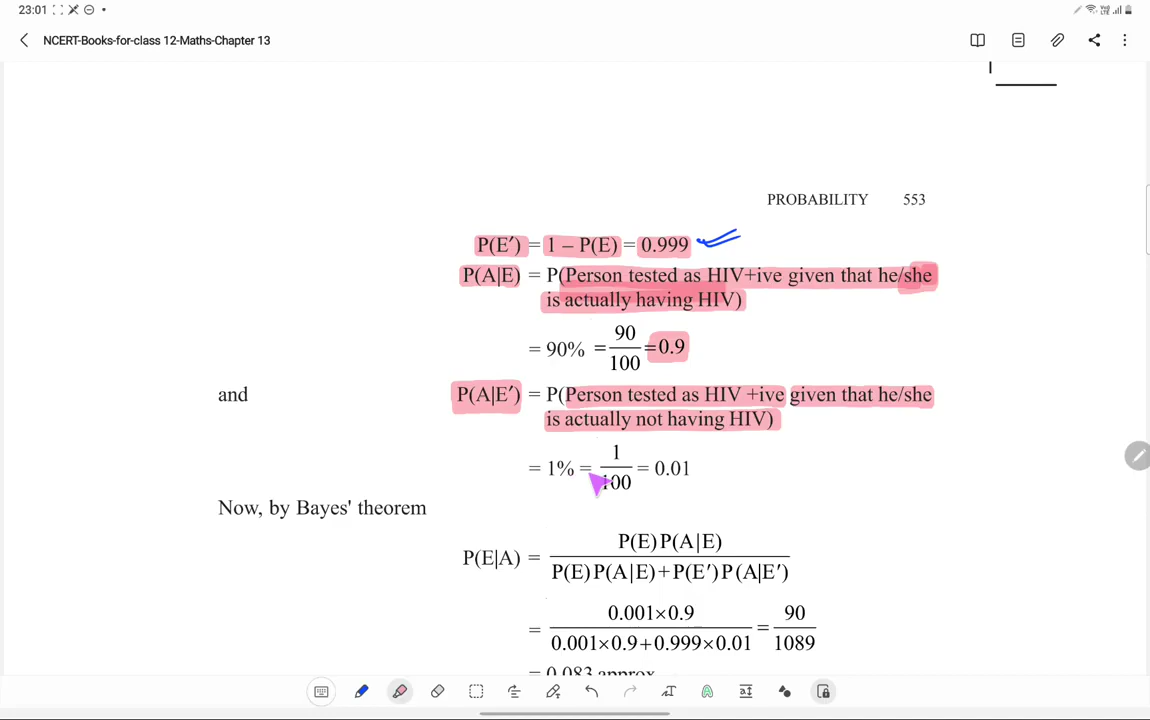 23:01
NCERT-Books-for-class 12-Maths-Chapter 13
PROBABILITY 553
P(E′) = 1 – P(E) = 0.999
P(A|E) = P(Person tested as HIV+ive given that he/she
is actually having HIV)
= 90% = 90/100 = 0.9
and P(A|E′) = P(Person tested as HIV +ive given that he/she
is actually not having HIV)
= 1% = 1/100 = 0.01
Now, by Bayes' theorem
P(E|A) = P(E) P(A|E) / P(E) P(A|E) + P(E′) P(A|E′)
= 0.001×0.9 / 0.001×0.9+0.999×0.01 = 90/1089
= 0.083 approx